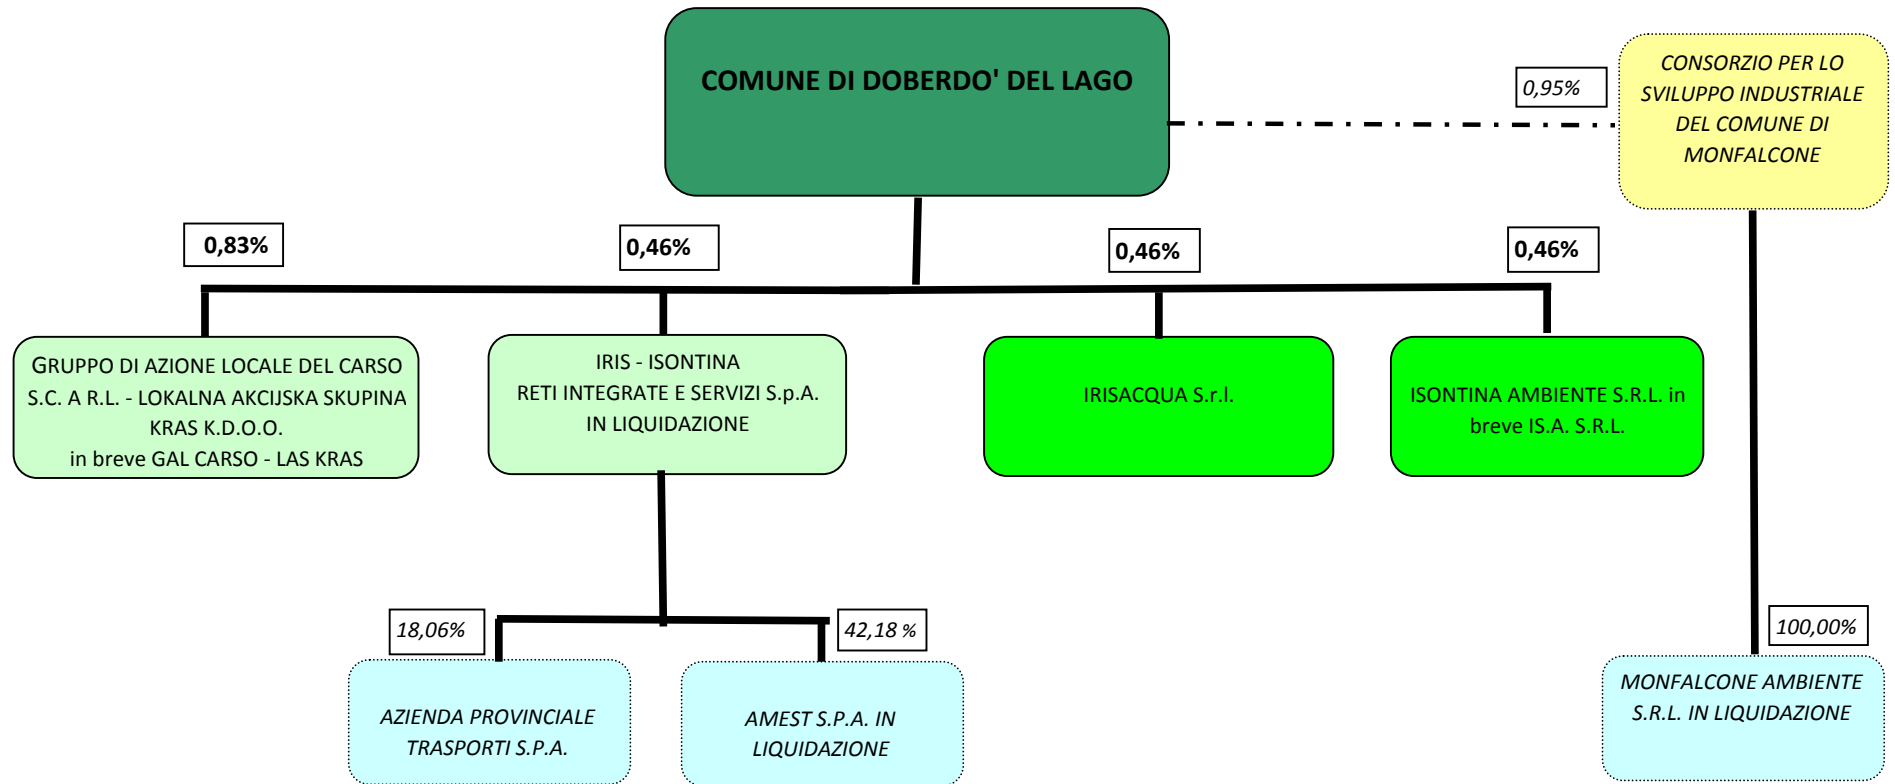 COMUNE DI DOBERDO' DEL LAGO
0,95%
CONSORZIO PER LO
SVILUPPO INDUSTRIALE
DEL COMUNE DI
MONFALCONE
0,83%
0,46%
0,46%
0,46%
GRUPPO DI AZIONE LOCALE DEL CARSO
S.C. A R.L. - LOKALNA AKCIJSKA SKUPINA
KRAS K.D.O.O.
in breve GAL CARSO - LAS KRAS
IRIS - ISONTINA
RETI INTEGRATE E SERVIZI S.p.A.
IN LIQUIDAZIONE
IRISACQUA S.r.l.
ISONTINA AMBIENTE S.R.L. in
breve IS.A. S.R.L.
18,06%
42,18 %
100,00%
AZIENDA PROVINCIALE
TRASPORTI S.P.A.
AMEST S.P.A. IN
LIQUIDAZIONE
MONFALCONE AMBIENTE
S.R.L. IN LIQUIDAZIONE